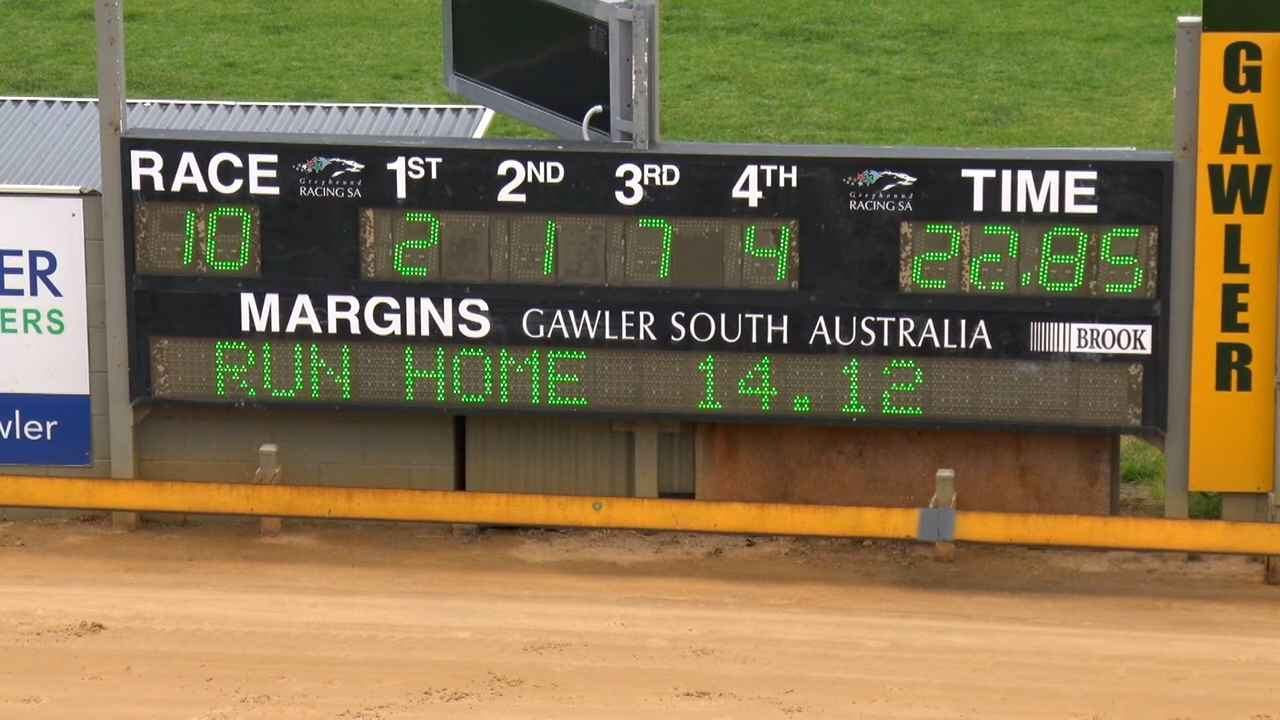 RACE
Greyhound
RACING SA
1ST
2ND
3RD
4TH
Greyhound
RACING SA
TIME
10
2
1
7
4
22.85
MARGINS
GAWLER SOUTH AUSTRALIA
BROOK
RUN HOME 14.12
ER
ERS
wler
GAWLER